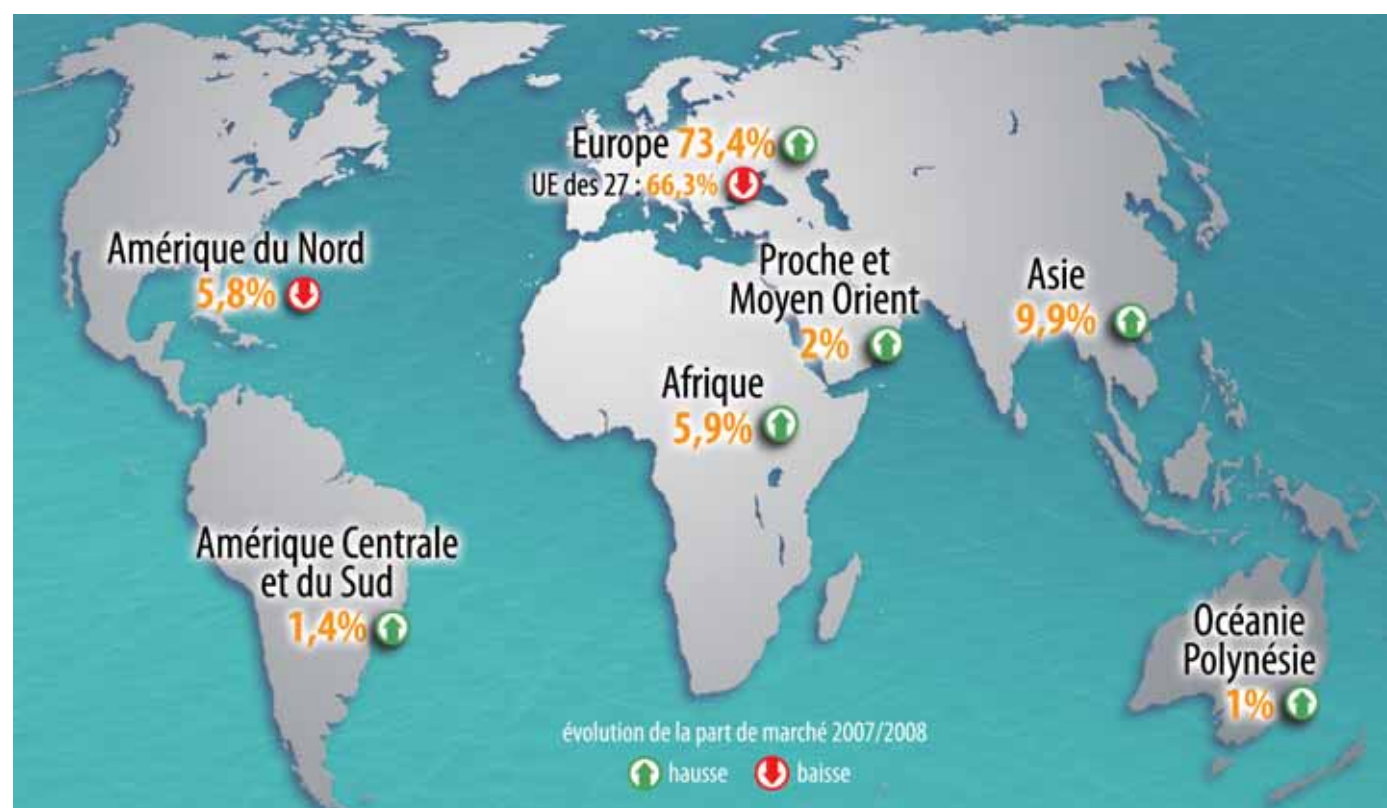 Europe 73,4%
UE des 27 : 66,3%
Amérique du Nord
5,8%
Proche et
Moyen Orient
2%
Asie
9,9%
Afrique
5,9%
Amérique Centrale
et du Sud
1,4%
Océanie
Polynésie
1%
évolution de la part de marché 2007/2008
hausse baisse